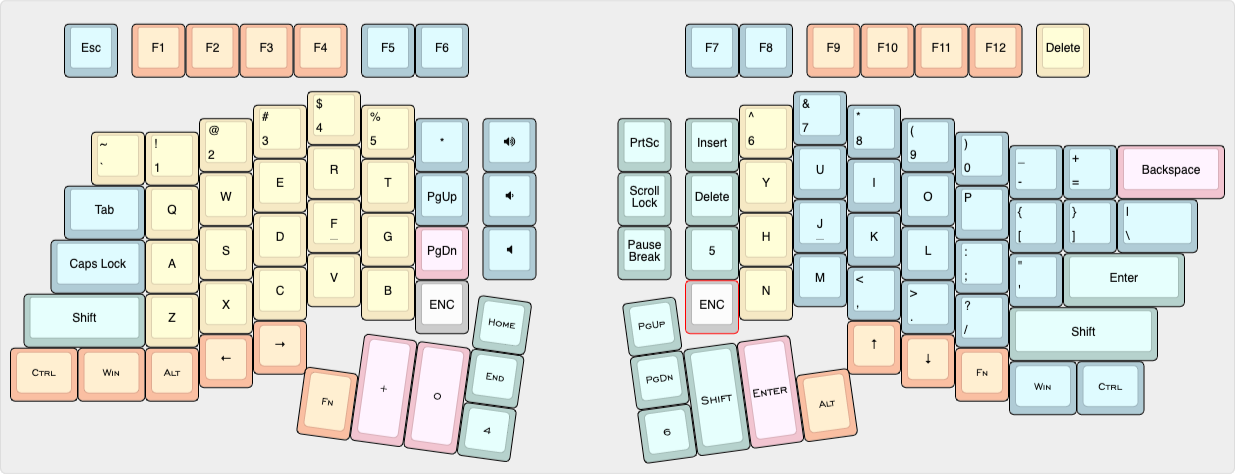 Esc F1 F2 F3 F4 F5 F6 F7 F8 F9 F10 F11 F12 Delete
~ ! @ # $ % ^ & * ( ) _ +
` 1 2 3 4 5 * PrtSc Insert 6 7 8 9 0 - = Backspace
Tab Q W E R T PgUp Scroll Delete Y U I O P { } |
Lock [ ] \
Caps Lock A S D F G PgDn Pause 5 H J K L : " Enter
_ Break _ ; '
Shift Z X C V B ENC ENC N M < > ? Shift
, . /
Ctrl Win Alt ← → ↑ ↓ Fn Win Ctrl
Fn + O Home PgUp Shift Enter Alt
End PgDn
4 6